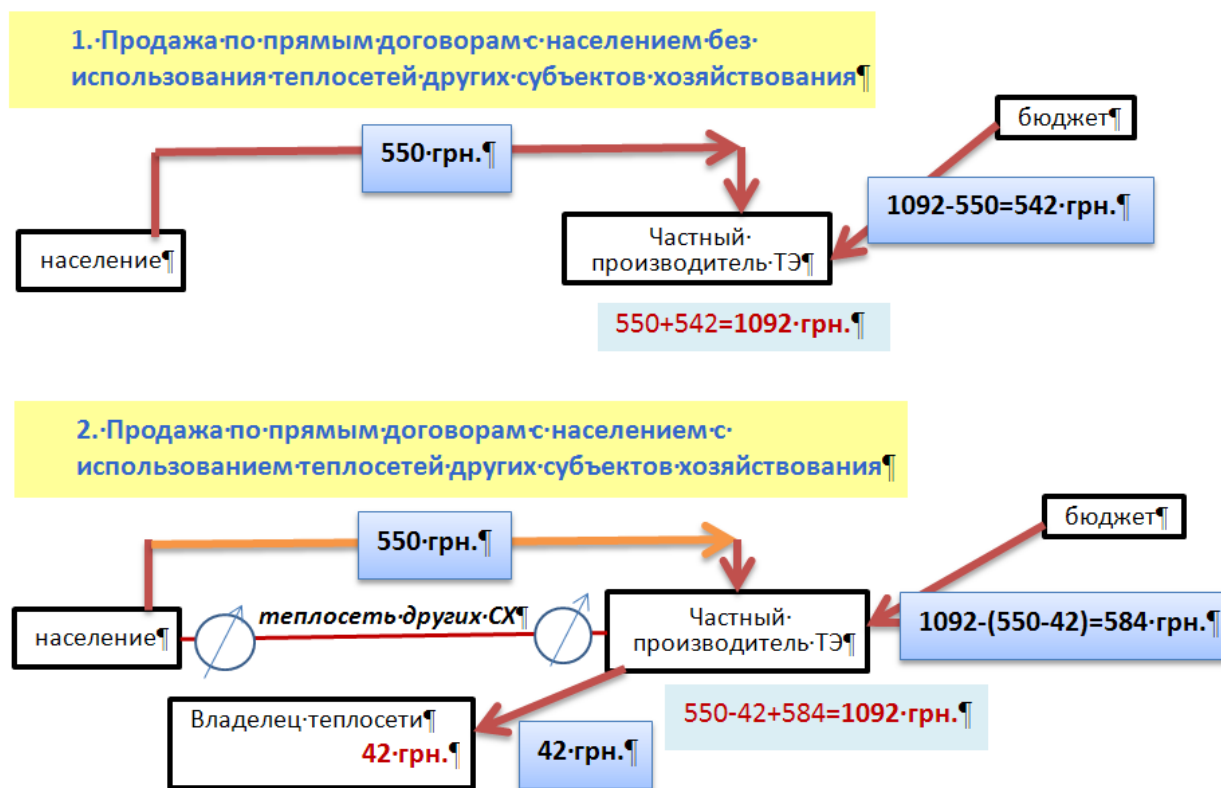 1.·Продажа·по·прямым·договорам·с·населением·без·
использования·теплосетей·других·субъектов·хозяйствования¶
бюджет¶
550·грн.¶
1092-550=542·грн.¶
население¶
Частный·
производитель·ТЭ¶
550+542=1092·грн.¶
2.·Продажа·по·прямым·договорам·с·населением·с·
использованием·теплосетей·других·субъектов·хозяйствования¶
бюджет¶
550·грн.¶
население¶
теплосеть·других·СХ¶
Частный·
производитель·ТЭ¶
1092-(550-42)=584·грн.¶
Владелец·теплосети¶
42·грн.¶
42·грн.¶
550-42+584=1092·грн.¶